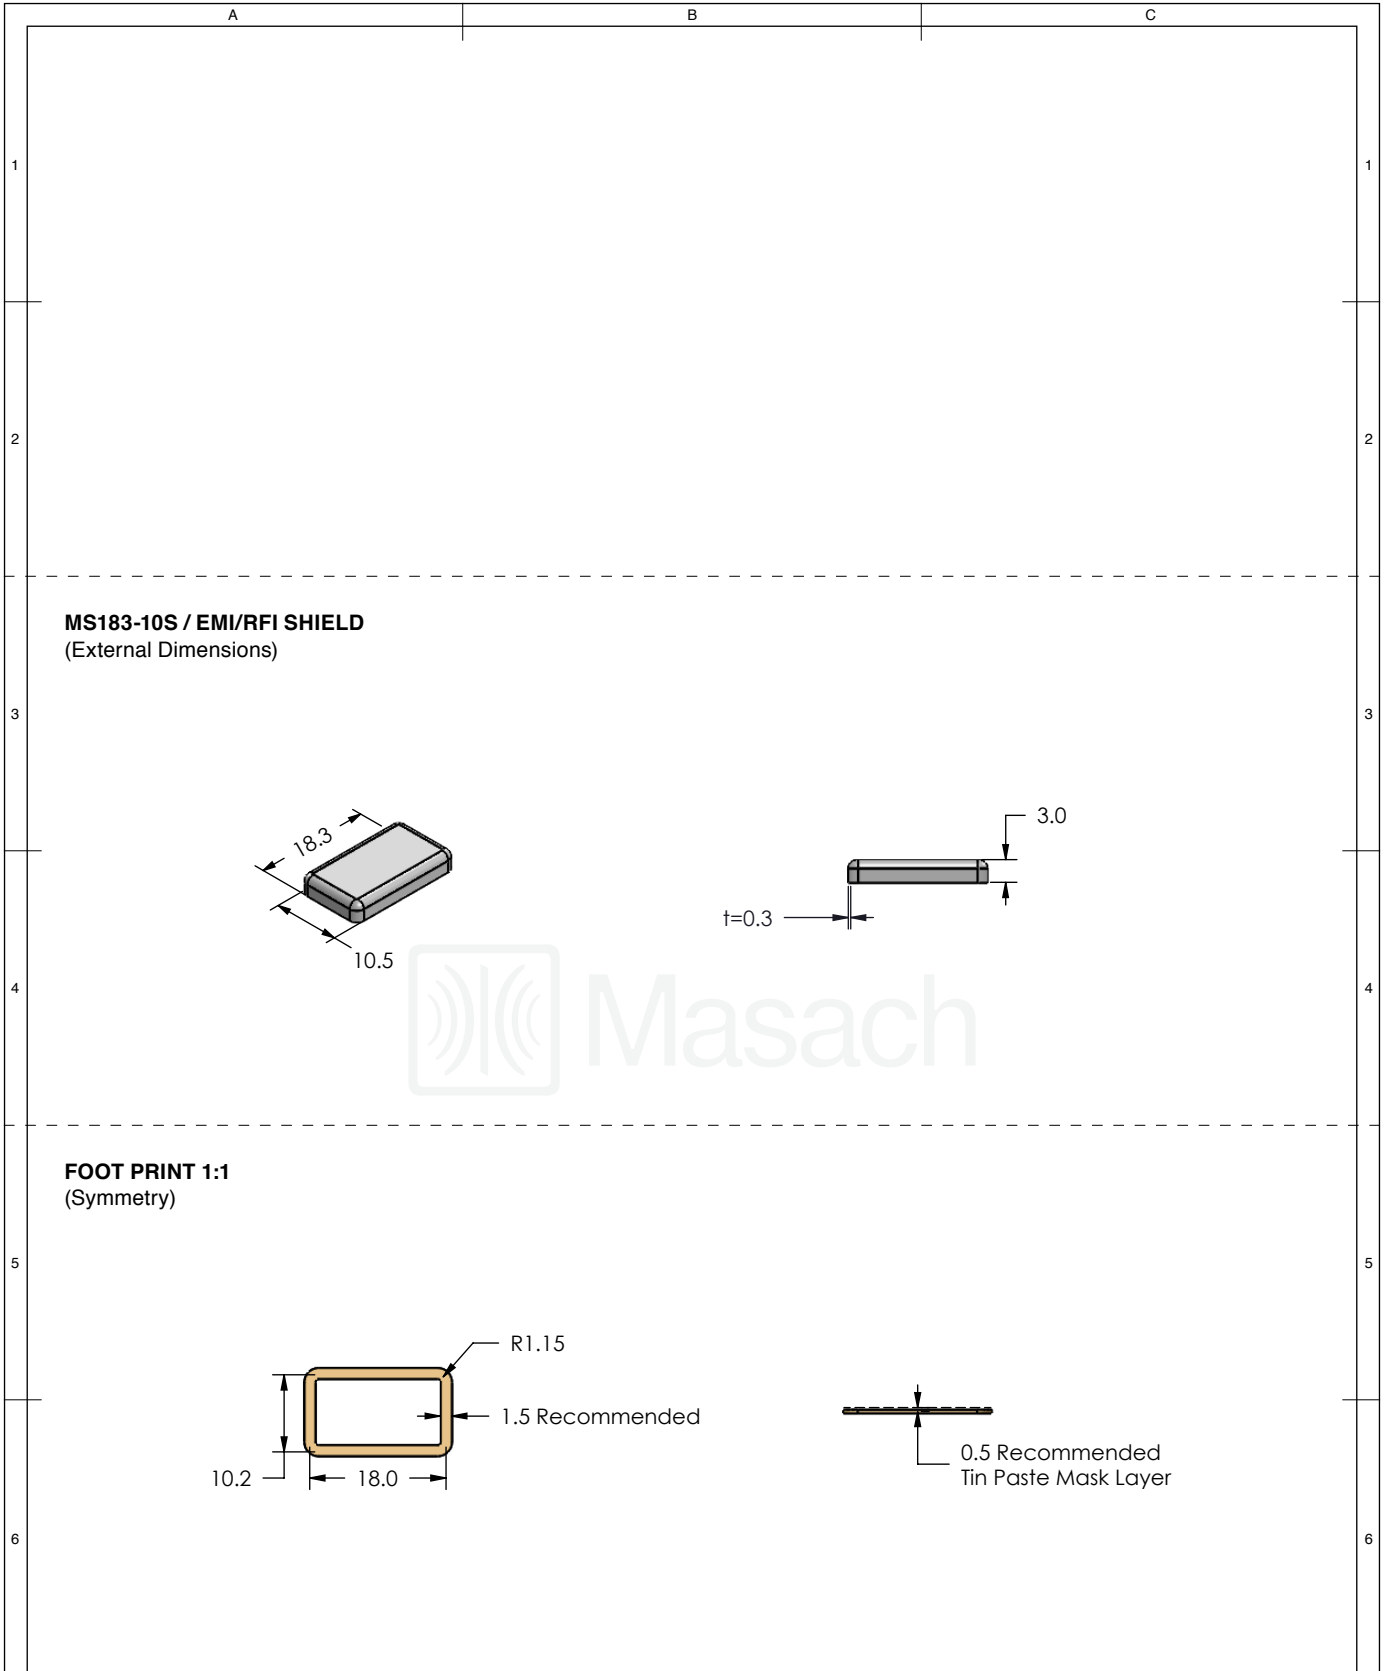 A B C
1 1
2 2
MS183-10S / EMI/RFI SHIELD
(External Dimensions)
3 3
18.3
10.5
3.0
t=0.3
Masach
4 4
FOOT PRINT 1:1
(Symmetry)
5 5
R1.15
1.5 Recommended
10.2
18.0
0.5 Recommended
Tin Paste Mask Layer
6 6